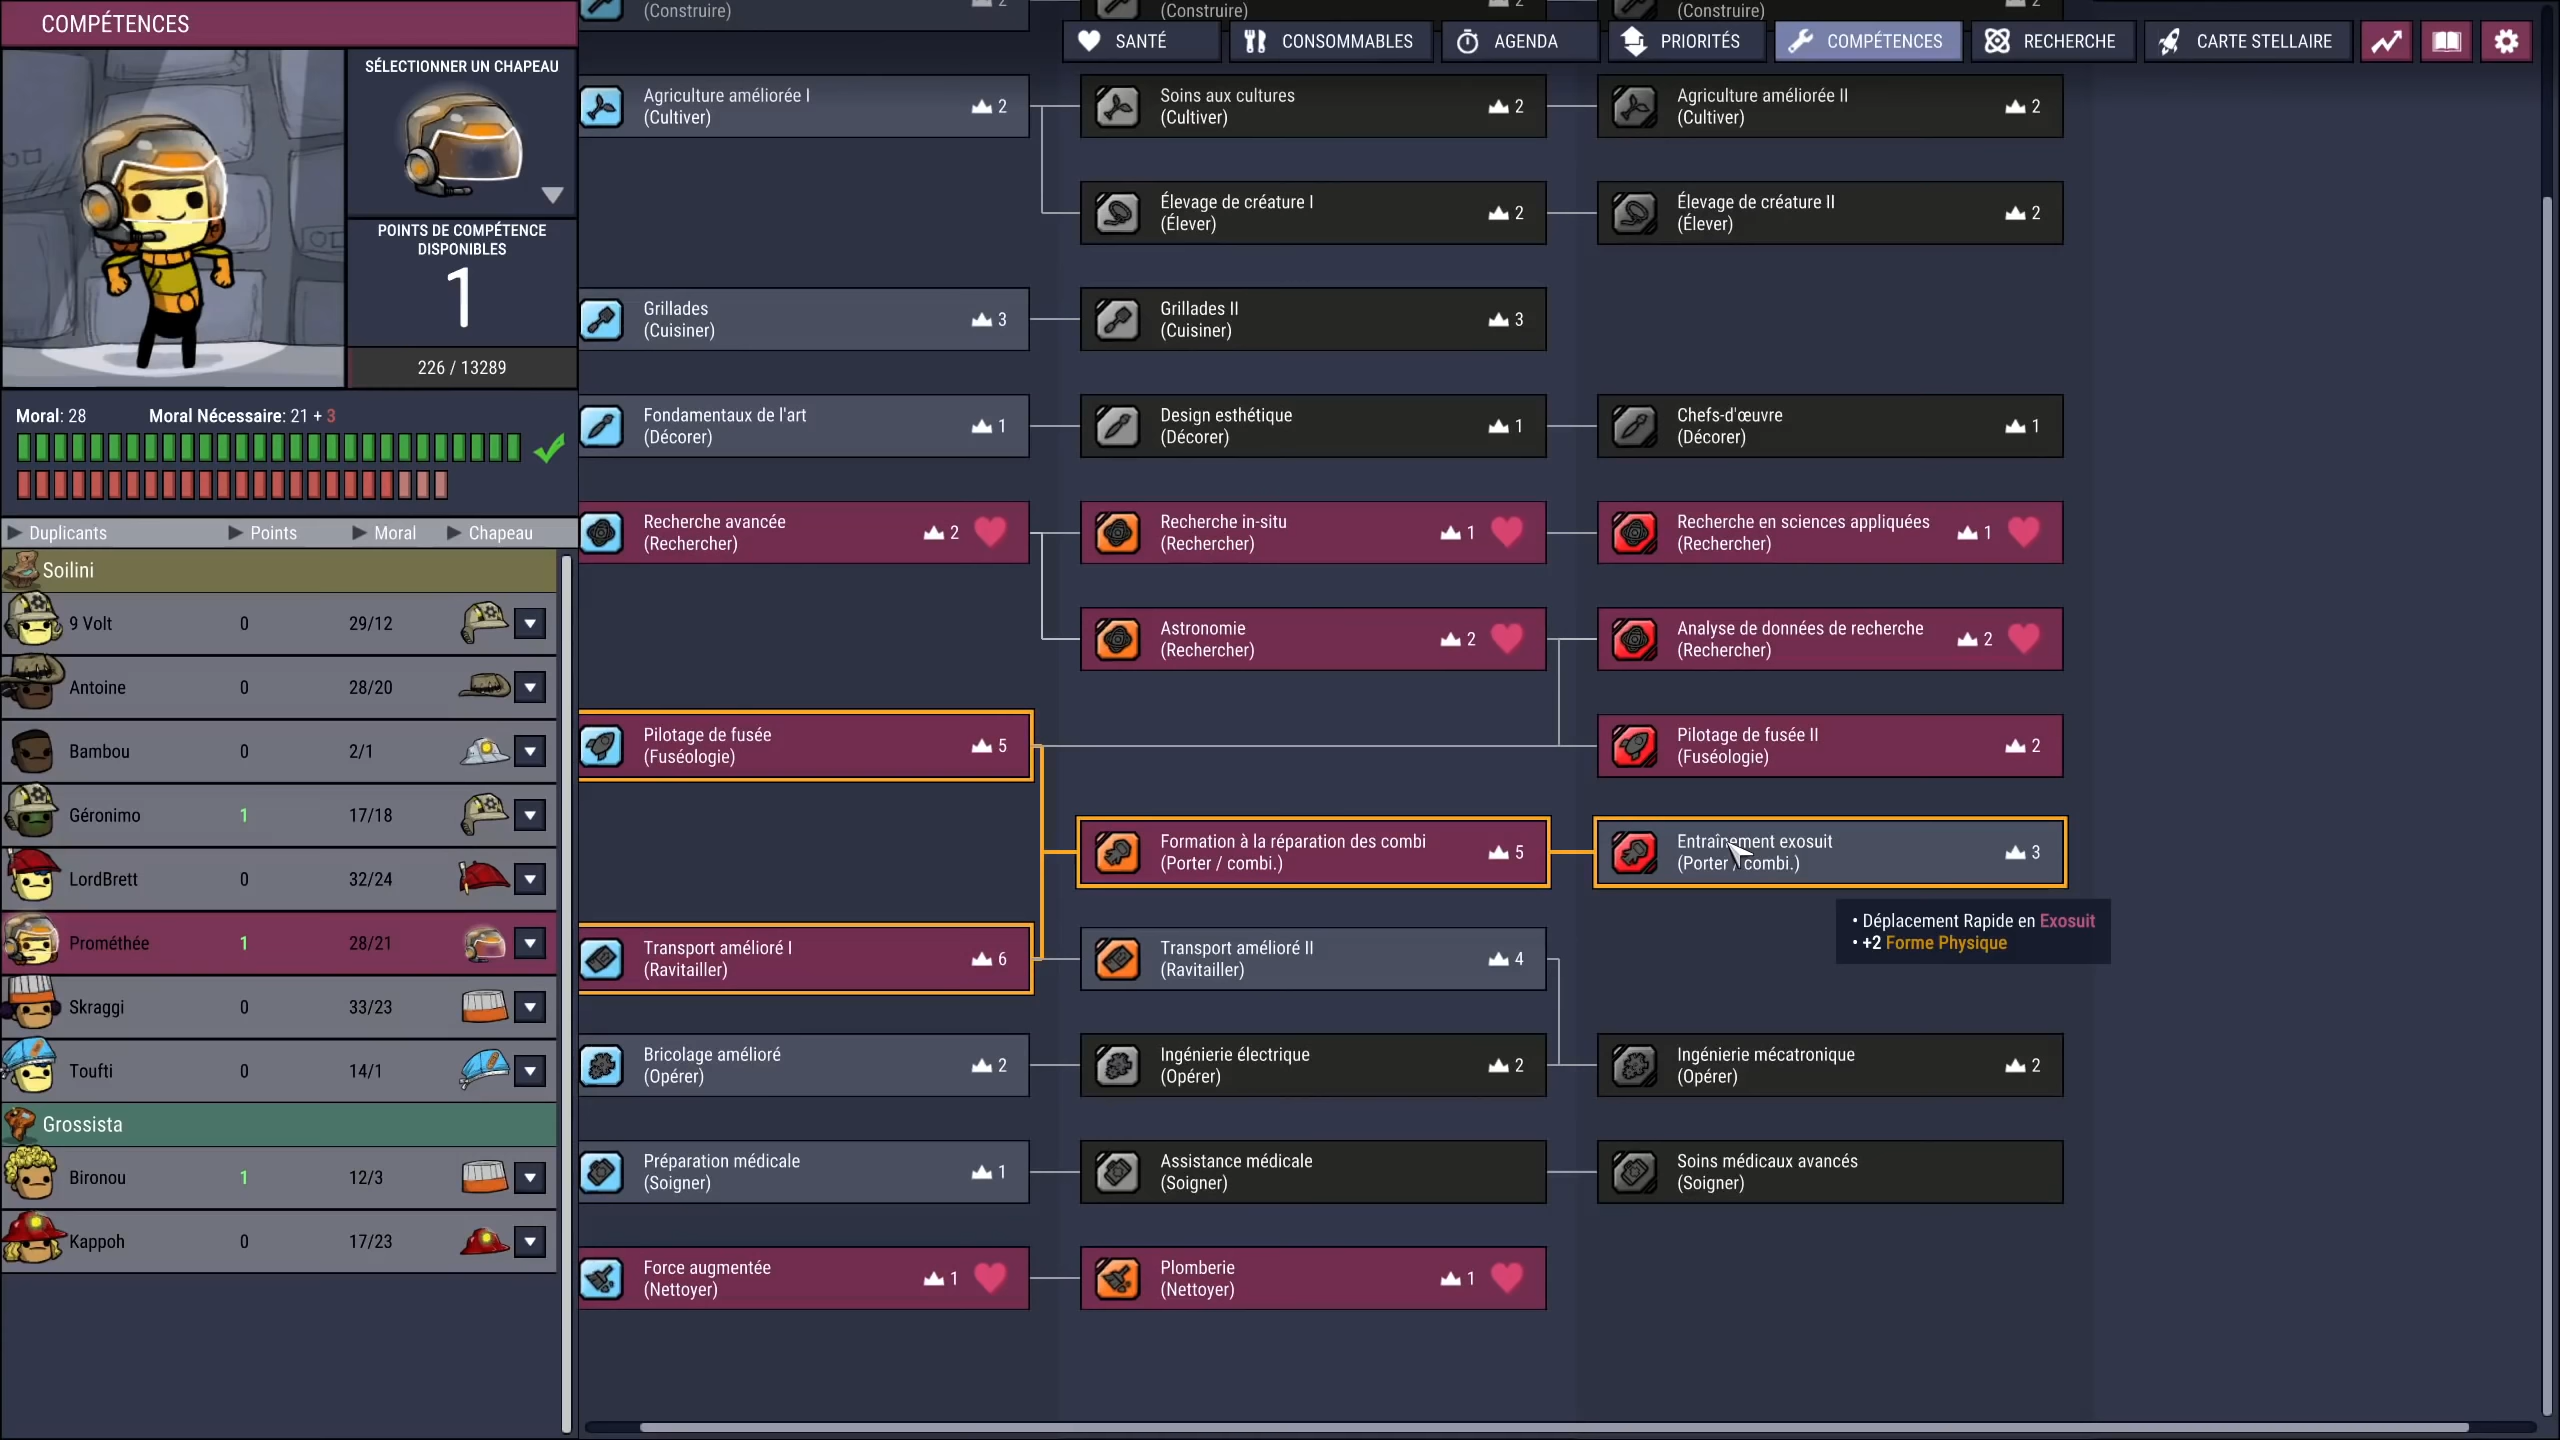 COMPÉTENCES
SÉLECTIONNER UN CHAPEAU
POINTS DE COMPÉTENCE
DISPONIBLES
1
226 / 13289
Moral: 28 Moral Nécessaire: 21 + 3
Duplicants Points Moral Chapeau
Soilini
9 Volt 0 29/12
Antoine 0 28/20
Bambou 0 2/1
Géronimo 1 17/18
LordBrett 0 32/24
Prométhée 1 28/21
Skraggi 0 33/23
Toufti 0 14/1
Grossista
Bironou 1 12/3
Kappoh 0 17/23
SANTÉ CONSOMMABLES AGENDA PRIORITÉS COMPÉTENCES RECHERCHE CARTE STELLAIRE
(Construire) 2 (Construire) 2 (Construire) 2
Agriculture améliorée I
(Cultiver)
2
Soins aux cultures
(Cultiver)
2
Agriculture améliorée II
(Cultiver)
2
Élevage de créature I
(Élever)
2
Élevage de créature II
(Élever)
2
Grillades
(Cuisiner)
3
Grillades II
(Cuisiner)
3
Fondamentaux de l'art
(Décorer)
1
Design esthétique
(Décorer)
1
Chefs-d'œuvre
(Décorer)
1
Recherche avancée
(Rechercher)
2
Recherche in-situ
(Rechercher)
1
Recherche en sciences appliquées
(Rechercher)
1
Astronomie
(Rechercher)
2
Analyse de données de recherche
(Rechercher)
2
Pilotage de fusée
(Fuséologie)
5
Pilotage de fusée II
(Fuséologie)
2
Formation à la réparation des combi
(Porter / combi.)
5
Entraînement exosuit
(Porter / combi.)
3
• Déplacement Rapide en Exosuit
• +2 Forme Physique
Transport amélioré I
(Ravitailler)
6
Transport amélioré II
(Ravitailler)
4
Bricolage amélioré
(Opérer)
2
Ingénierie électrique
(Opérer)
2
Ingénierie mécatronique
(Opérer)
2
Préparation médicale
(Soigner)
1
Assistance médicale
(Soigner)
Soins médicaux avancés
(Soigner)
Force augmentée
(Nettoyer)
1
Plomberie
(Nettoyer)
1